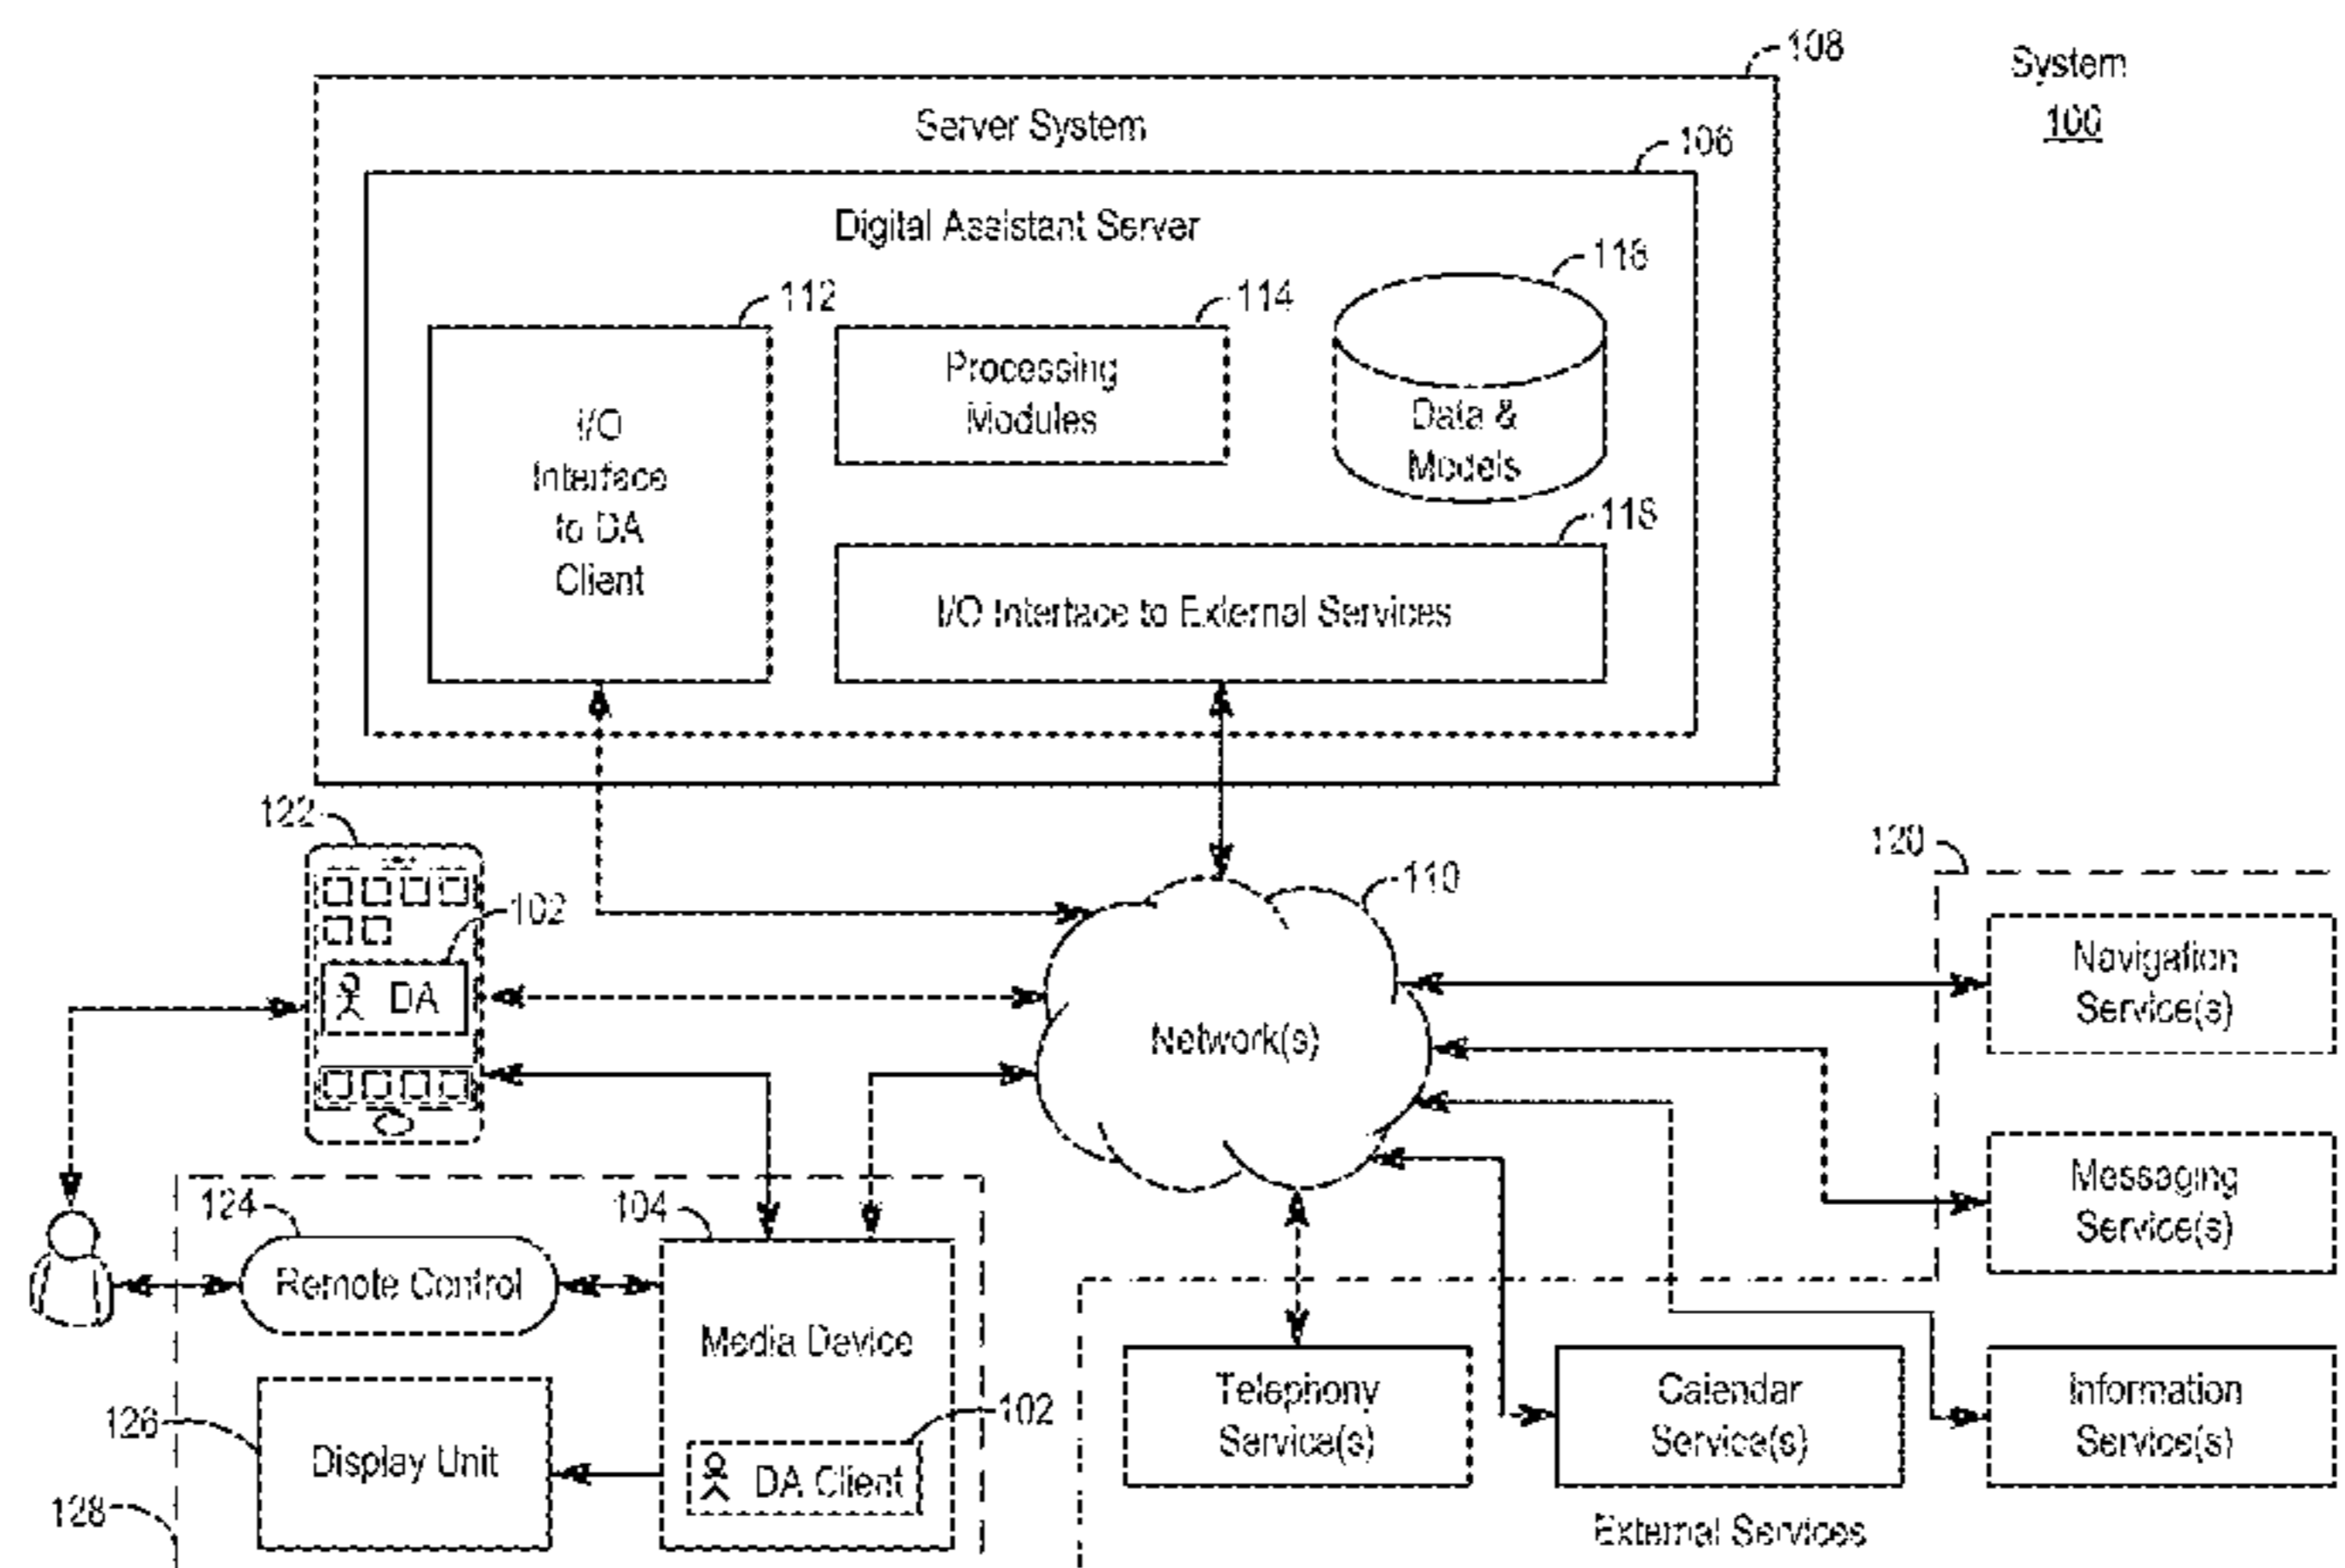 System
100
108
Server System
106
Digital Assistant Server
112
I/O
Interface
to DA
Client
114
Processing
Modules
Data &
Models
118
I/O Interface to External Services
122
102
DA
110
Network(s)
120
Navigation
Service(s)
Messaging
Service(s)
124
Remote Control
104
Media Device
102
DA Client
126
Display Unit
128
Telephony
Service(s)
Calendar
Service(s)
Information
Service(s)
External Services